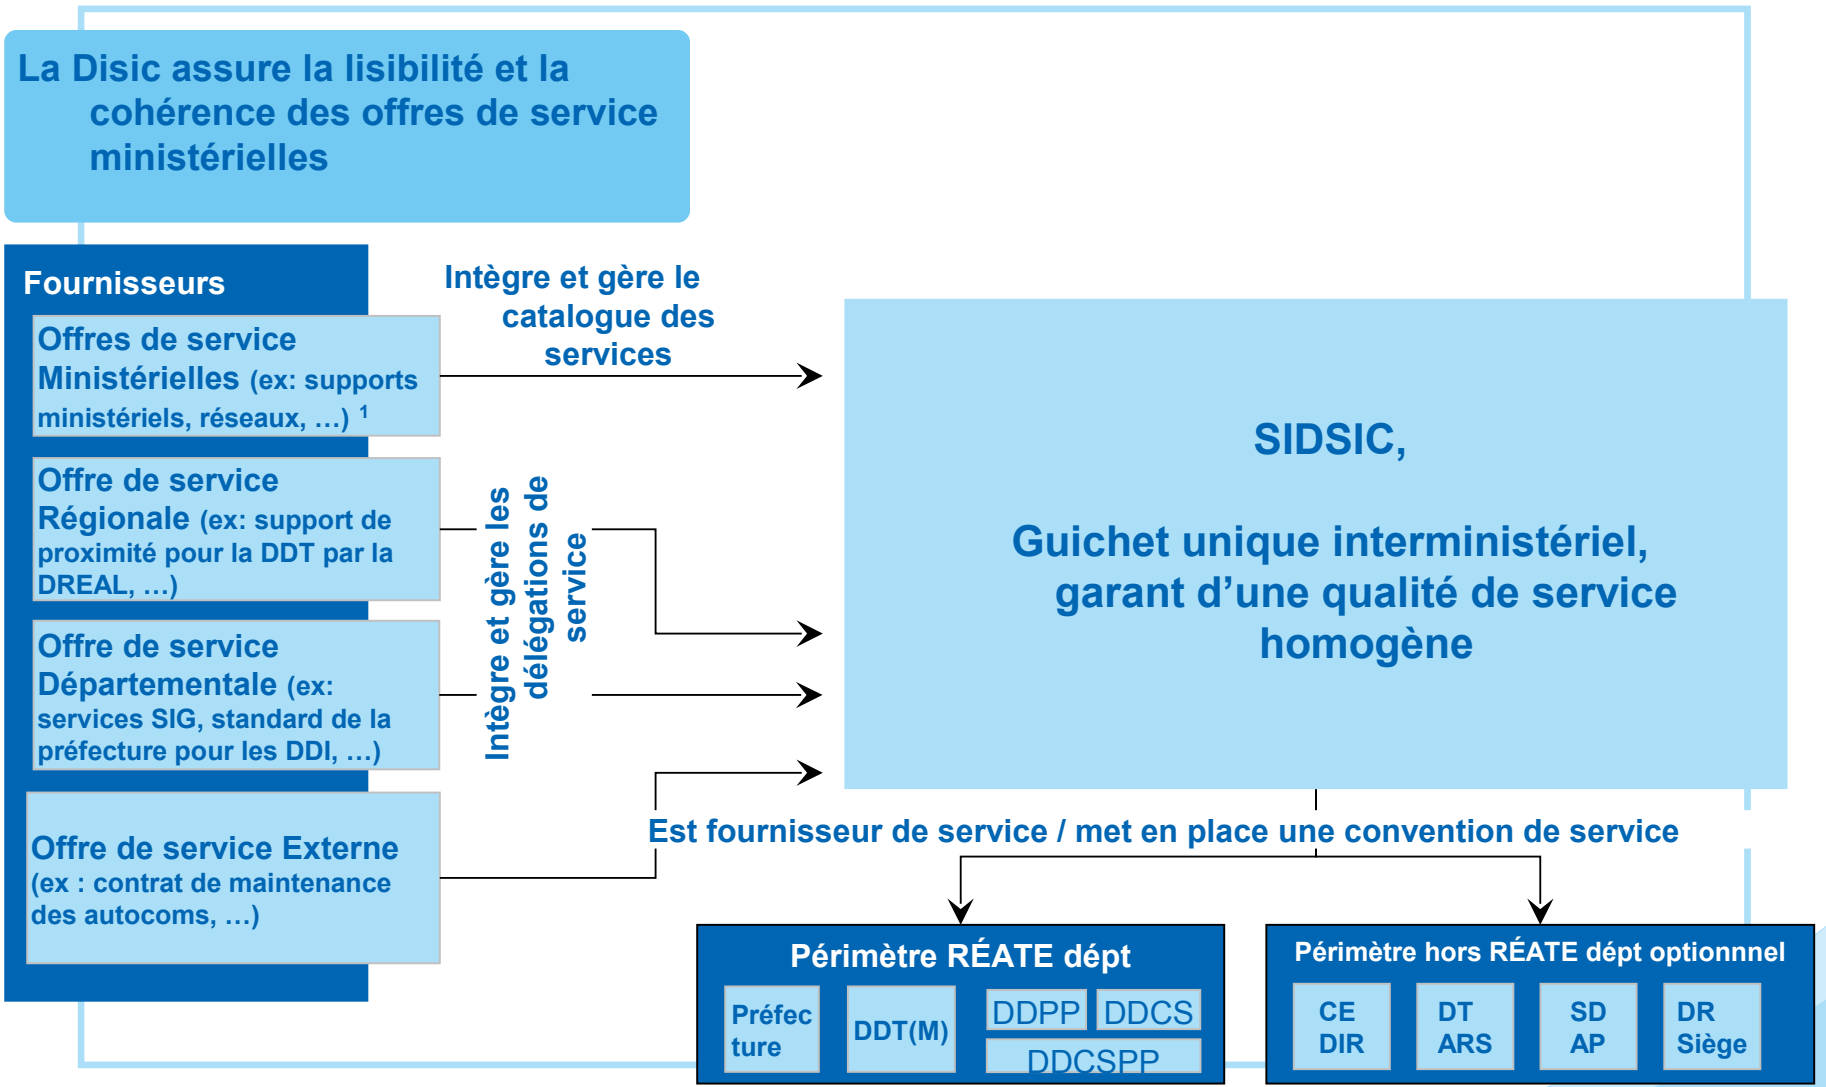 La Disic assure la lisibilité et la
cohérence des offres de service
ministérielles
Fournisseurs
Offres de service
Ministérielles (ex: supports
ministériels, réseaux, …) 1
Offre de service
Régionale (ex: support de
proximité pour la DDT par la
DREAL, …)
Offre de service
Départementale (ex:
services SIG, standard de la
préfecture pour les DDI, …)
Offre de service Externe
(ex : contrat de maintenance
des autocoms, …)
Intègre et gère le
catalogue des
services
Intègre et gère les
délégations de
service
SIDSIC,
Guichet unique interministériel,
garant d’une qualité de service
homogène
Est fournisseur de service / met en place une convention de service
Périmètre RÉATE dépt
Préfec
ture
DDT(M)
DDPP
DDCS
DDCSPP
Périmètre hors RÉATE dépt optionnnel
CE
DIR
DT
ARS
SD
AP
DR
Siège